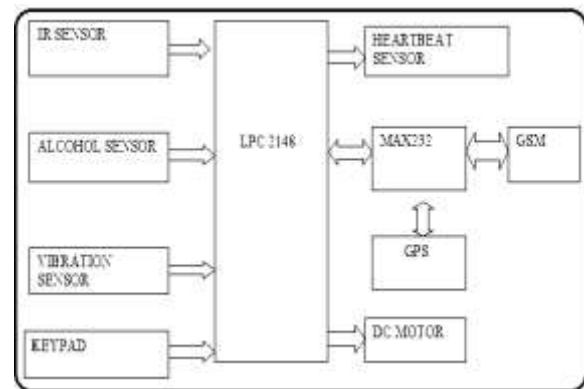 IR SENSOR
HEARTBEAT
SENSOR
ALCOHOL SENSOR
LPC 2148
MAX232
GSM
VIBRATION
SENSOR
GPS
KEYPAD
DC MOTOR